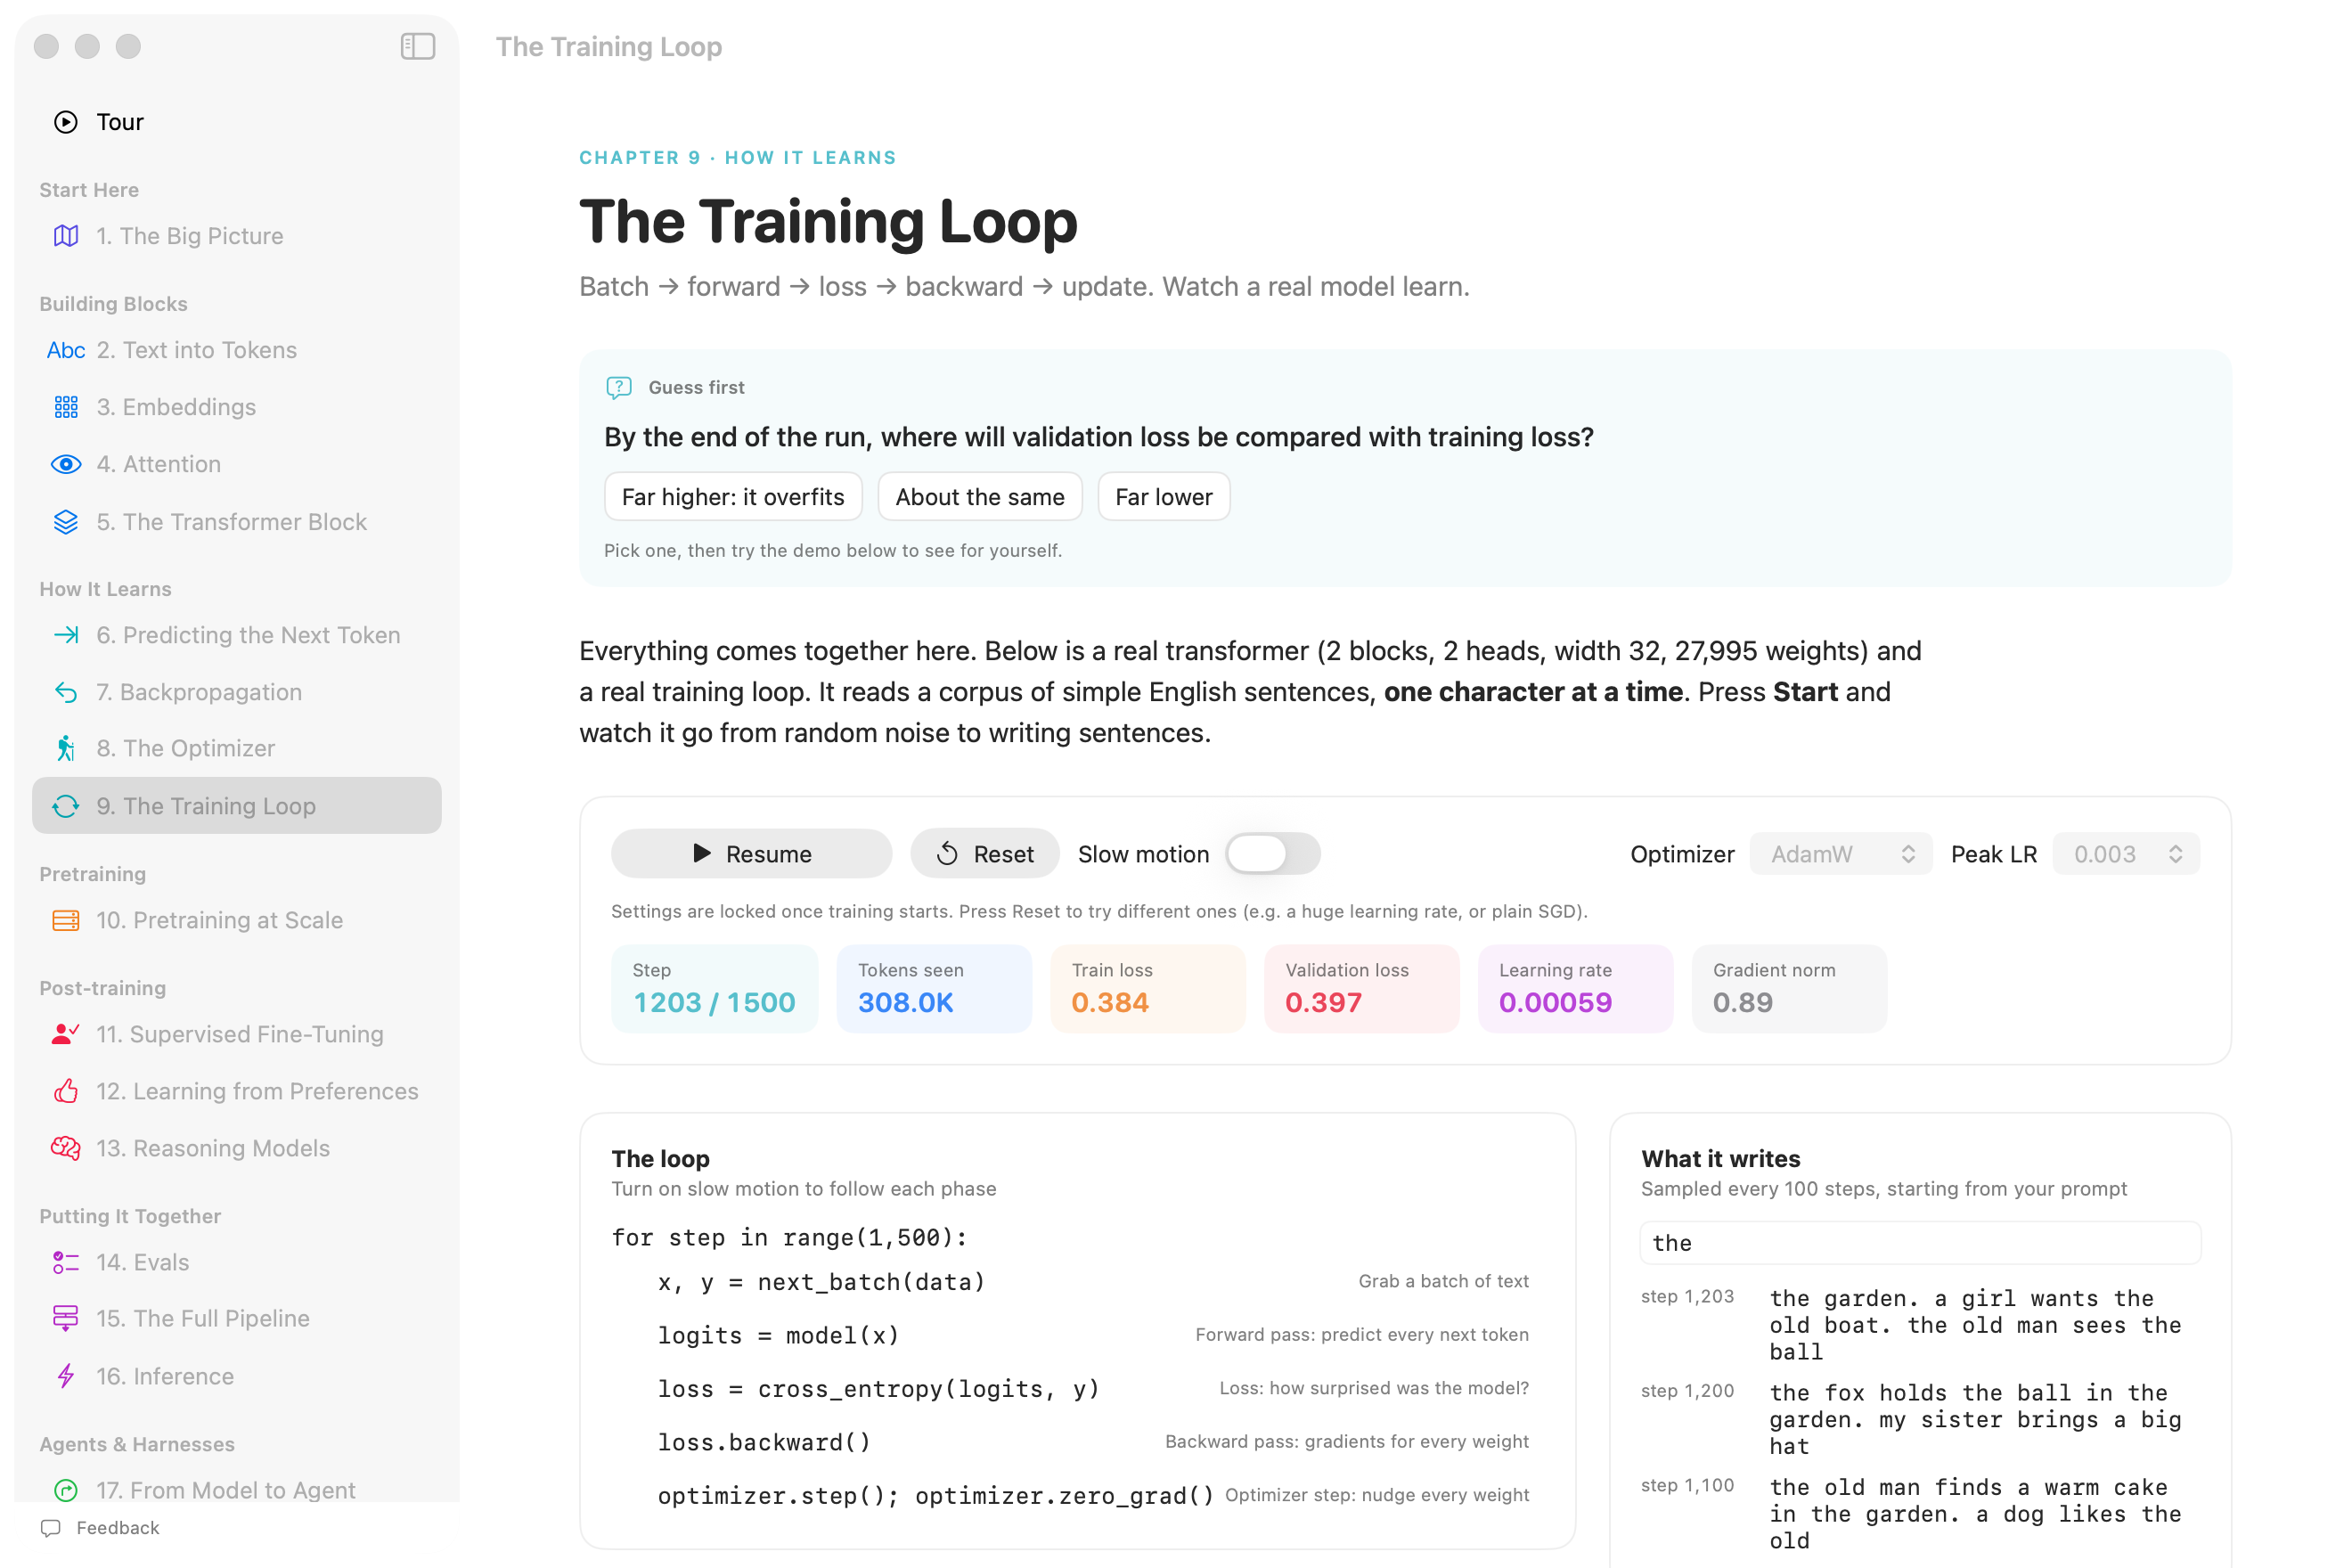 The Training Loop
Tour
Start Here
1. The Big Picture
Building Blocks
Abc 2. Text into Tokens
3. Embeddings
4. Attention
5. The Transformer Block
How It Learns
6. Predicting the Next Token
7. Backpropagation
8. The Optimizer
9. The Training Loop
Pretraining
10. Pretraining at Scale
Post-training
11. Supervised Fine-Tuning
12. Learning from Preferences
13. Reasoning Models
Putting It Together
14. Evals
15. The Full Pipeline
16. Inference
Agents & Harnesses
17. From Model to Agent
Feedback
CHAPTER 9 · HOW IT LEARNS
The Training Loop
Batch → forward → loss → backward → update. Watch a real model learn.
Guess first
By the end of the run, where will validation loss be compared with training loss?
Far higher: it overfits
About the same
Far lower
Pick one, then try the demo below to see for yourself.
Everything comes together here. Below is a real transformer (2 blocks, 2 heads, width 32, 27,995 weights) and
a real training loop. It reads a corpus of simple English sentences, one character at a time. Press Start and
watch it go from random noise to writing sentences.
Resume
Reset
Slow motion
Optimizer
AdamW
Peak LR
0.003
Settings are locked once training starts. Press Reset to try different ones (e.g. a huge learning rate, or plain SGD).
Step
1203 / 1500
Tokens seen
308.0K
Train loss
0.384
Validation loss
0.397
Learning rate
0.00059
Gradient norm
0.89
The loop
Turn on slow motion to follow each phase
for step in range(1,500):
x, y = next_batch(data)
Grab a batch of text
logits = model(x)
Forward pass: predict every next token
loss = cross_entropy(logits, y)
Loss: how surprised was the model?
loss.backward()
Backward pass: gradients for every weight
optimizer.step(); optimizer.zero_grad()
Optimizer step: nudge every weight
What it writes
Sampled every 100 steps, starting from your prompt
the
step 1,203
the garden. a girl wants the
old boat. the old man sees the
ball
step 1,200
the fox holds the ball in the
garden. my sister brings a big
hat
step 1,100
the old man finds a warm cake
in the garden. a dog likes the
old